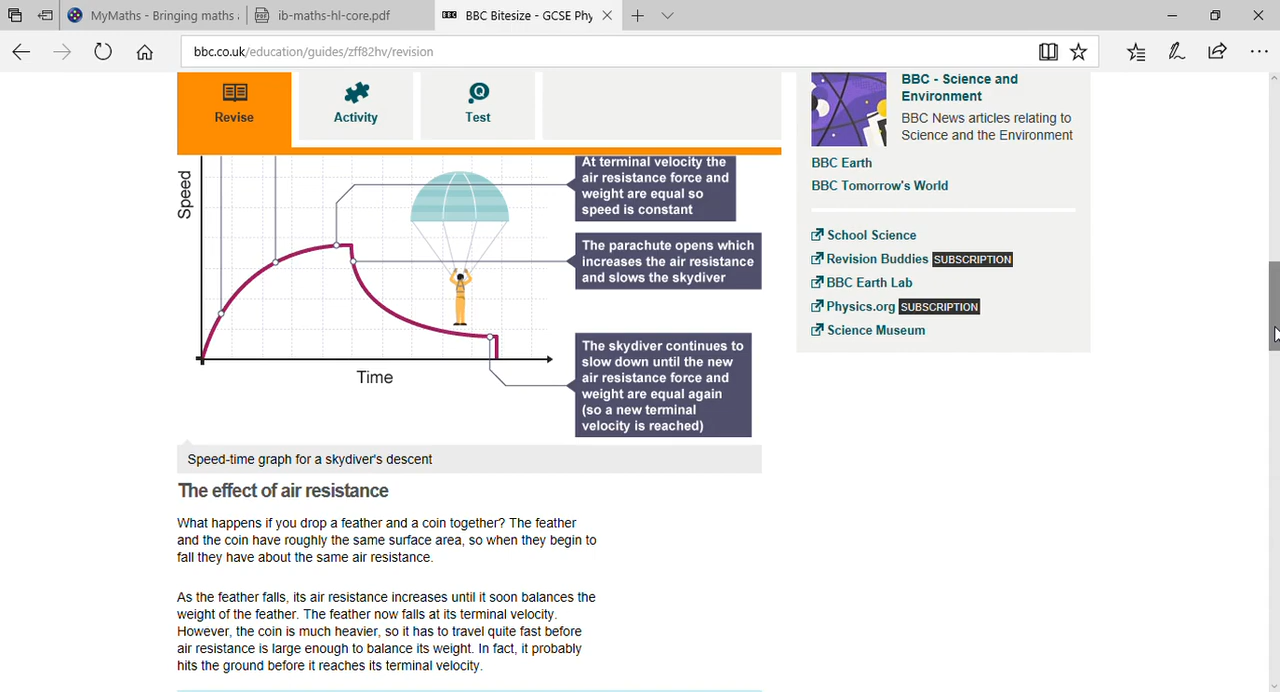 MyMaths - Bringing maths
ib-maths-hl-core.pdf
BBC Bitesize - GCSE Phy
bbc.co.uk/education/guides/zff82hv/revision
Revise
Activity
Test
Speed
At terminal velocity the
air resistance force and
weight are equal so
speed is constant
The parachute opens which
increases the air resistance
and slows the skydiver
The skydiver continues to
slow down until the new
air resistance force and
weight are equal again
(so a new terminal
velocity is reached)
Time
Speed-time graph for a skydiver's descent
The effect of air resistance
What happens if you drop a feather and a coin together? The feather
and the coin have roughly the same surface area, so when they begin to
fall they have about the same air resistance.
As the feather falls, its air resistance increases until it soon balances the
weight of the feather. The feather now falls at its terminal velocity.
However, the coin is much heavier, so it has to travel quite fast before
air resistance is large enough to balance its weight. In fact, it probably
hits the ground before it reaches its terminal velocity.
BBC - Science and
Environment
BBC News articles relating to
Science and the Environment
BBC Earth
BBC Tomorrow's World
School Science
Revision Buddies SUBSCRIPTION
BBC Earth Lab
Physics.org SUBSCRIPTION
Science Museum